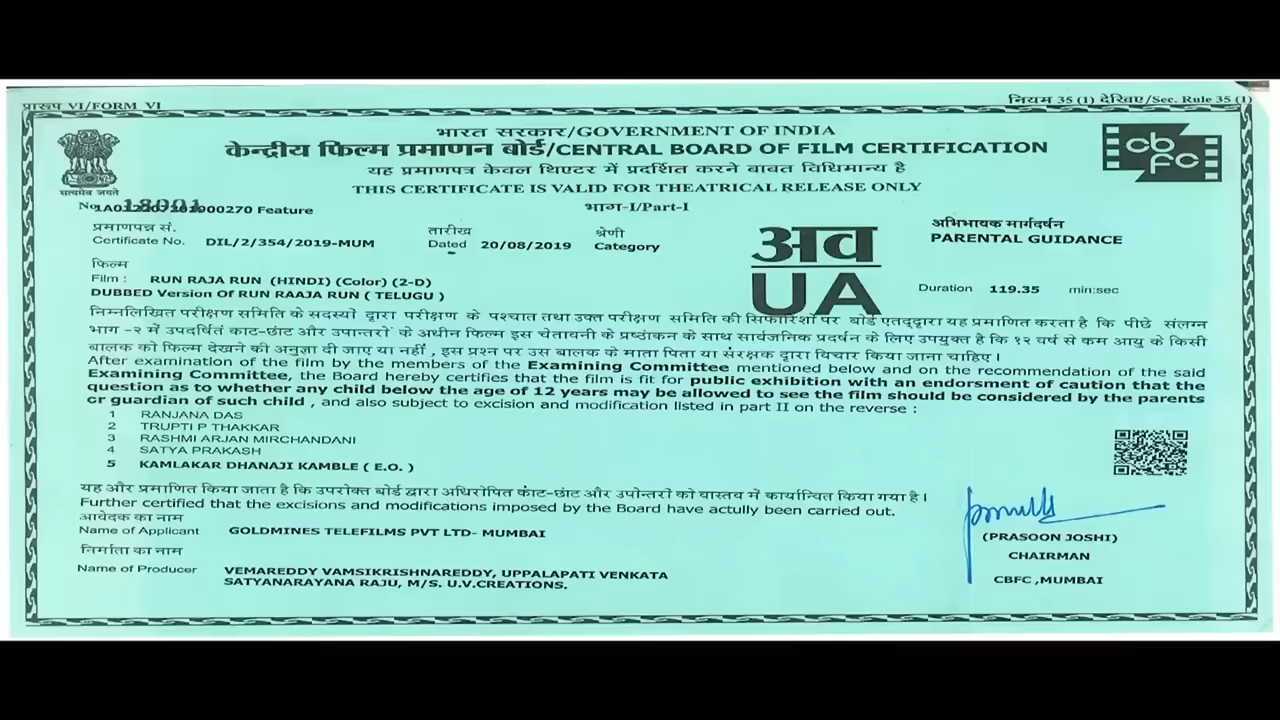 प्रारूप VI/FORM VI
नियम 35 (1) देखिए/Sec. Rule 35 (1)
भारत सरकार/GOVERNMENT OF INDIA
केन्द्रीय फिल्म प्रमाणन बोर्ड/CENTRAL BOARD OF FILM CERTIFICATION
cb
fc
यह प्रमाणपत्र केवल थिएटर में प्रदर्शित करने बाबत विधिमान्य है
THIS CERTIFICATE IS VALID FOR THEATRICAL RELEASE ONLY
सत्यमेव जयते
No. 18001
Feature
भाग-I/Part-I
प्रमाणपत्र सं.
Certificate No. DIL/2/354/2019-MUM
तारीख
Dated 20/08/2019
श्रेणी
Category
अव
UA
अभिभावक मार्गदर्षन
PARENTAL GUIDANCE
फिल्म
Film : RUN RAJA RUN (HINDI) (Color) (2-D)
DUBBED Version Of RUN RAAJA RUN ( TELUGU )
Duration 119.35 min:sec
निम्नलिखित परीक्षण समिति के सदस्यों द्वारा परीक्षण के पश्चात तथा उक्त परीक्षण समिति की सिफारिशों पर बोर्ड एतद्द्वारा यह प्रमाणित करता है कि पीछे संलग्न
भाग -२ में उपदर्षित काट-छांट और उपान्तरों के अधीन फिल्म इस चेतावनी के प्रष्ठांकन के साथ सार्वजनिक प्रदर्षन के लिए उपयुक्त है कि १२ वर्ष से कम आयु के किसी
बालक को फिल्म देखने की अनुज्ञा दी जाए या नहीं , इस प्रश्न पर उस बालक के माता पिता या संरक्षक द्वारा विचार किया जाना चाहिए।
After examination of the film by the members of the Examining Committee mentioned below and on the recommendation of the said
Examining Committee, the Board hereby certifies that the film is fit for public exhibition with an endorsment of caution that the
question as to whether any child below the age of 12 years may be allowed to see the film should be considered by the parents
or guardian of such child , and also subject to excision and modification listed in part II on the reverse :
1 RANJANA DAS
2 TRUPTI P THAKKAR
3 RASHMI ARJAN MIRCHANDANI
4 SATYA PRAKASH
5 KAMLAKAR DHANAJI KAMBLE ( E.O. )
यह और प्रमाणित किया जाता है कि उपरोक्त बोर्ड द्वारा अधिरोपित काट-छांट और उपोन्तरों को वास्तव में कार्यान्वित किया गया है।
Further certified that the excisions and modifications imposed by the Board have actully been carried out.
आवेदक का नाम
Name of Applicant GOLDMINES TELEFILMS PVT LTD- MUMBAI
निर्माता का नाम
Name of Producer VEMAREDDY VAMSIKRISHNAREDDY, UPPALAPATI VENKATA
SATYANARAYANA RAJU, M/S. U.V.CREATIONS.
(PRASOON JOSHI)
CHAIRMAN
CBFC ,MUMBAI